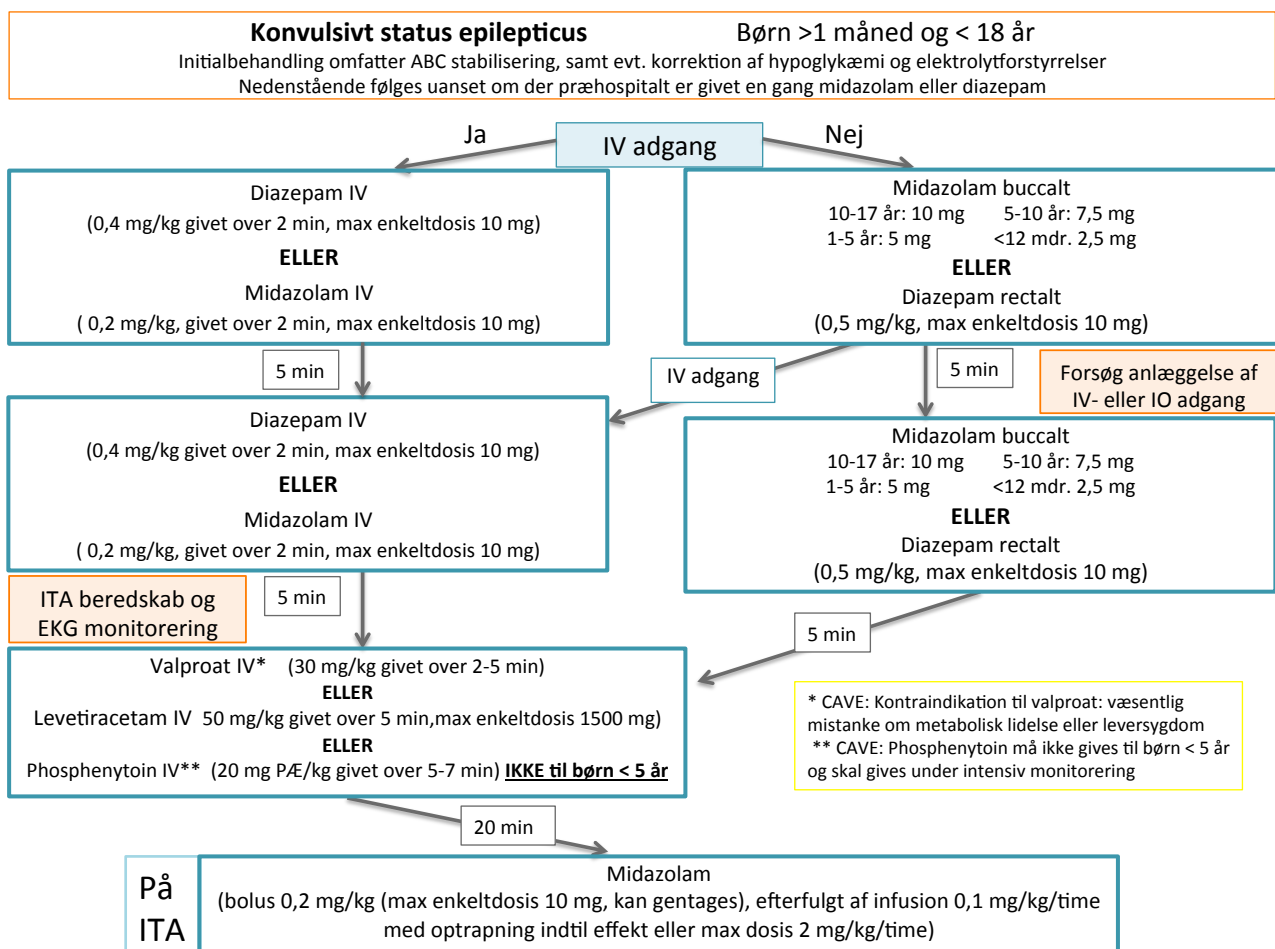 Konvulsivt status epilepticus Børn >1 måned og < 18 år
Initialbehandling omfatter ABC stabilisering, samt evt. korrektion af hypoglykæmi og elektrolytforstyrrelser
Nedenstående følges uanset om der præhospitalt er givet en gang midazolam eller diazepam
Ja
IV adgang
Nej
Diazepam IV
(0,4 mg/kg givet over 2 min, max enkeltdosis 10 mg)
ELLER
Midazolam IV
( 0,2 mg/kg, givet over 2 min, max enkeltdosis 10 mg)
Midazolam buccalt
10-17 år: 10 mg 5-10 år: 7,5 mg
1-5 år: 5 mg <12 mdr. 2,5 mg
ELLER
Diazepam rectalt
(0,5 mg/kg, max enkeltdosis 10 mg)
5 min
IV adgang
5 min
Forsøg anlæggelse af
IV- eller IO adgang
Diazepam IV
(0,4 mg/kg givet over 2 min, max enkeltdosis 10 mg)
ELLER
Midazolam IV
( 0,2 mg/kg, givet over 2 min, max enkeltdosis 10 mg)
Midazolam buccalt
10-17 år: 10 mg 5-10 år: 7,5 mg
1-5 år: 5 mg <12 mdr. 2,5 mg
ELLER
Diazepam rectalt
(0,5 mg/kg, max enkeltdosis 10 mg)
ITA beredskab og
EKG monitorering
5 min
5 min
Valproat IV* (30 mg/kg givet over 2-5 min)
ELLER
Levetiracetam IV 50 mg/kg givet over 5 min,max enkeltdosis 1500 mg)
ELLER
Phosphenytoin IV** (20 mg PÆ/kg givet over 5-7 min) IKKE til børn < 5 år
* CAVE: Kontraindikation til valproat: væsentlig
mistanke om metabolisk lidelse eller leversygdom
** CAVE: Phosphenytoin må ikke gives til børn < 5 år
og skal gives under intensiv monitorering
20 min
På
ITA
Midazolam
(bolus 0,2 mg/kg (max enkeltdosis 10 mg, kan gentages), efterfulgt af infusion 0,1 mg/kg/time
med optrapning indtil effekt eller max dosis 2 mg/kg/time)